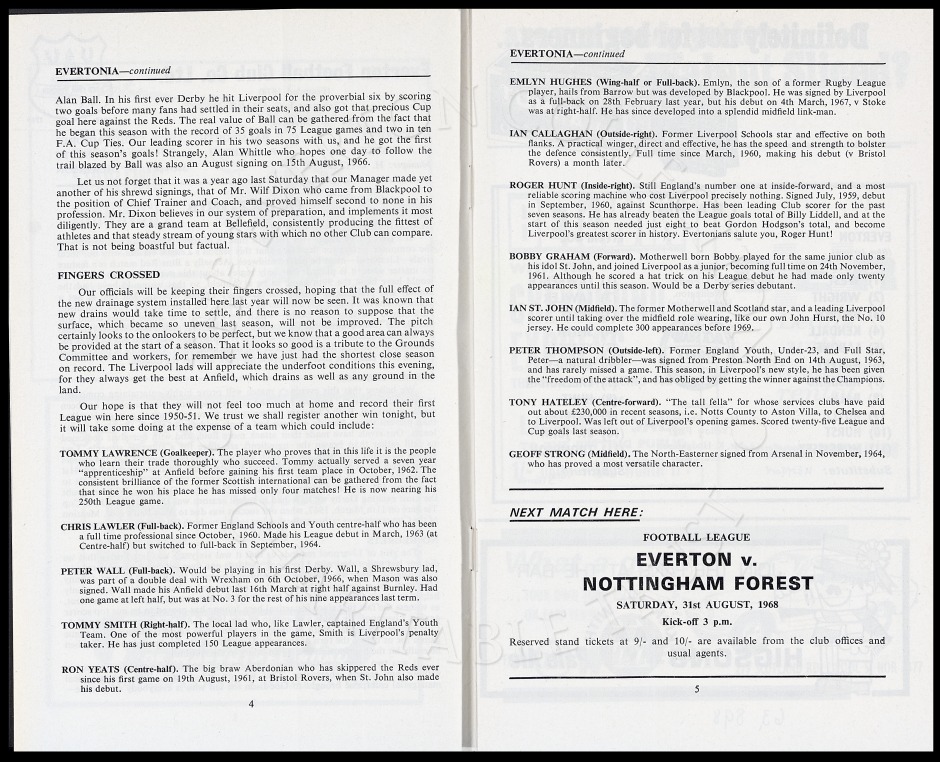 EVERTONIA—continued
Alan Ball. In his first ever Derby he hit Liverpool for the proverbial six by scoring
two goals before many fans had settled in their seats, and also got that precious Cup
goal here against the Reds. The real value of Ball can be gathered from the fact that
he began this season with the record of 35 goals in 75 League games and two in ten
F.A. Cup Ties. Our leading scorer in his two seasons with us, and he got the first
of this season's goals! Strangely, Alan Whittle who hopes one day to follow the
trail blazed by Ball was also an August signing on 15th August, 1966.
Let us not forget that it was a year ago last Saturday that our Manager made yet
another of his shrewd signings, that of Mr. Wilf Dixon who came from Blackpool to
the position of Chief Trainer and Coach, and proved himself second to none in his
profession. Mr. Dixon believes in our system of preparation, and implements it most
diligently. They are a grand team at Bellefield, consistently producing the fittest of
athletes and that steady stream of young stars with which no other Club can compare.
That is not being boastful but factual.
FINGERS CROSSED
Our officials will be keeping their fingers crossed, hoping that the full effect of
the new drainage system installed here last year will now be seen. It was known that
new drains would take time to settle, and there is no reason to suppose that the
surface, which became so uneven last season, will not be improved. The pitch
certainly looks to the onlookers to be perfect, but we know that a good area can always
be provided at the start of a season. That it looks so good is a tribute to the Grounds
Committee and workers, for remember we have just had the shortest close season
on record. The Liverpool lads will appreciate the underfoot conditions this evening,
for they always get the best at Anfield, which drains as well as any ground in the
land.
Our hope is that they will not feel too much at home and record their first
League win here since 1950-51. We trust we shall register another win tonight, but
it will take some doing at the expense of a team which could include:
TOMMY LAWRENCE (Goalkeeper). The player who proves that in this life it is the people
who learn their trade thoroughly who succeed. Tommy actually served a seven year
"apprenticeship" at Anfield before gaining his first team place in October, 1962. The
consistent brilliance of the former Scottish international can be gathered from the fact
that since he won his place he has missed only four matches! He is now nearing his
250th League game.
CHRIS LAWLER (Full-back). Former England Schools and Youth centre-half who has been
a full time professional since October, 1960. Made his League debut in March, 1963 (at
Centre-half) but switched to full-back in September, 1964.
PETER WALL (Full-back). Would be playing in his first Derby. Wall, a Shrewsbury lad,
was part of a double deal with Wrexham on 6th October, 1966, when Mason was also
signed. Wall made his Anfield debut last 16th March at right half against Burnley. Had
one game at left half, but was at No. 3 for the rest of his nine appearances last term.
TOMMY SMITH (Right-half). The local lad who, like Lawler, captained England's Youth
Team. One of the most powerful players in the game, Smith is Liverpool's penalty
taker. He has just completed 150 League appearances.
RON YEATS (Centre-half). The big braw Aberdonian who has skippered the Reds ever
since his first game on 19th August, 1961, at Bristol Rovers, when St. John also made
his debut.
4
EVERTONIA—continued
EMLYN HUGHES (Wing-half or Full-back). Emlyn, the son of a former Rugby League
player, hails from Barrow but was developed by Blackpool. He was signed by Liverpool
as a full-back on 28th February last year, but his debut on 4th March, 1967, v Stoke
was at right-half. He has since developed into a splendid midfield link-man.
IAN CALLAGHAN (Outside-right). Former Liverpool Schools star and effective on both
flanks. A practical winger, direct and effective, he has the speed and strength to bolster
the defence consistently. Full time since March, 1960, making his debut (v Bristol
Rovers) a month later.
ROGER HUNT (Inside-right). Still England's number one at inside-forward, and a most
reliable scoring machine who cost Liverpool precisely nothing. Signed July, 1959, debut
in September, 1960, against Scunthorpe. Has been leading Club scorer for the past
seven seasons. He has already beaten the League goals total of Billy Liddell, and at the
start of this season needed just eight to beat Gordon Hodgson's total, and become
Liverpool's greatest scorer in history. Evertonians salute you, Roger Hunt!
BOBBY GRAHAM (Forward). Motherwell born Bobby played for the same junior club as
his idol St. John, and joined Liverpool as a junior, becoming full time on 24th November,
1961. Although he scored a hat trick on his League debut he had made only twenty
appearances until this season. Would be a Derby series debutant.
IAN ST. JOHN (Midfield). The former Motherwell and Scotland star, and a leading Liverpool
scorer until taking over the midfield role wearing, like our own John Hurst, the No. 10
jersey. He could complete 300 appearances before 1969.
PETER THOMPSON (Outside-left). Former England Youth, Under-23, and Full Star,
Peter—a natural dribbler—was signed from Preston North End on 14th August, 1963,
and has rarely missed a game. This season, in Liverpool's new style, he has been given
the "freedom of the attack", and has obliged by getting the winner against the Champions.
TONY HATELEY (Centre-forward). "The tall fella" for whose services clubs have paid
out about £230,000 in recent seasons, i.e. Notts County to Aston Villa, to Chelsea and
to Liverpool. Was left out of Liverpool's opening games. Scored twenty-five League and
Cup goals last season.
GEOFF STRONG (Midfield). The North-Easterner signed from Arsenal in November, 1964,
who has proved a most versatile character.
NEXT MATCH HERE:
FOOTBALL LEAGUE
EVERTON v.
NOTTINGHAM FOREST
SATURDAY, 31st AUGUST, 1968
Kick-off 3 p.m.
Reserved stand tickets at 9/- and 10/- are available from the club offices and
usual agents.
5